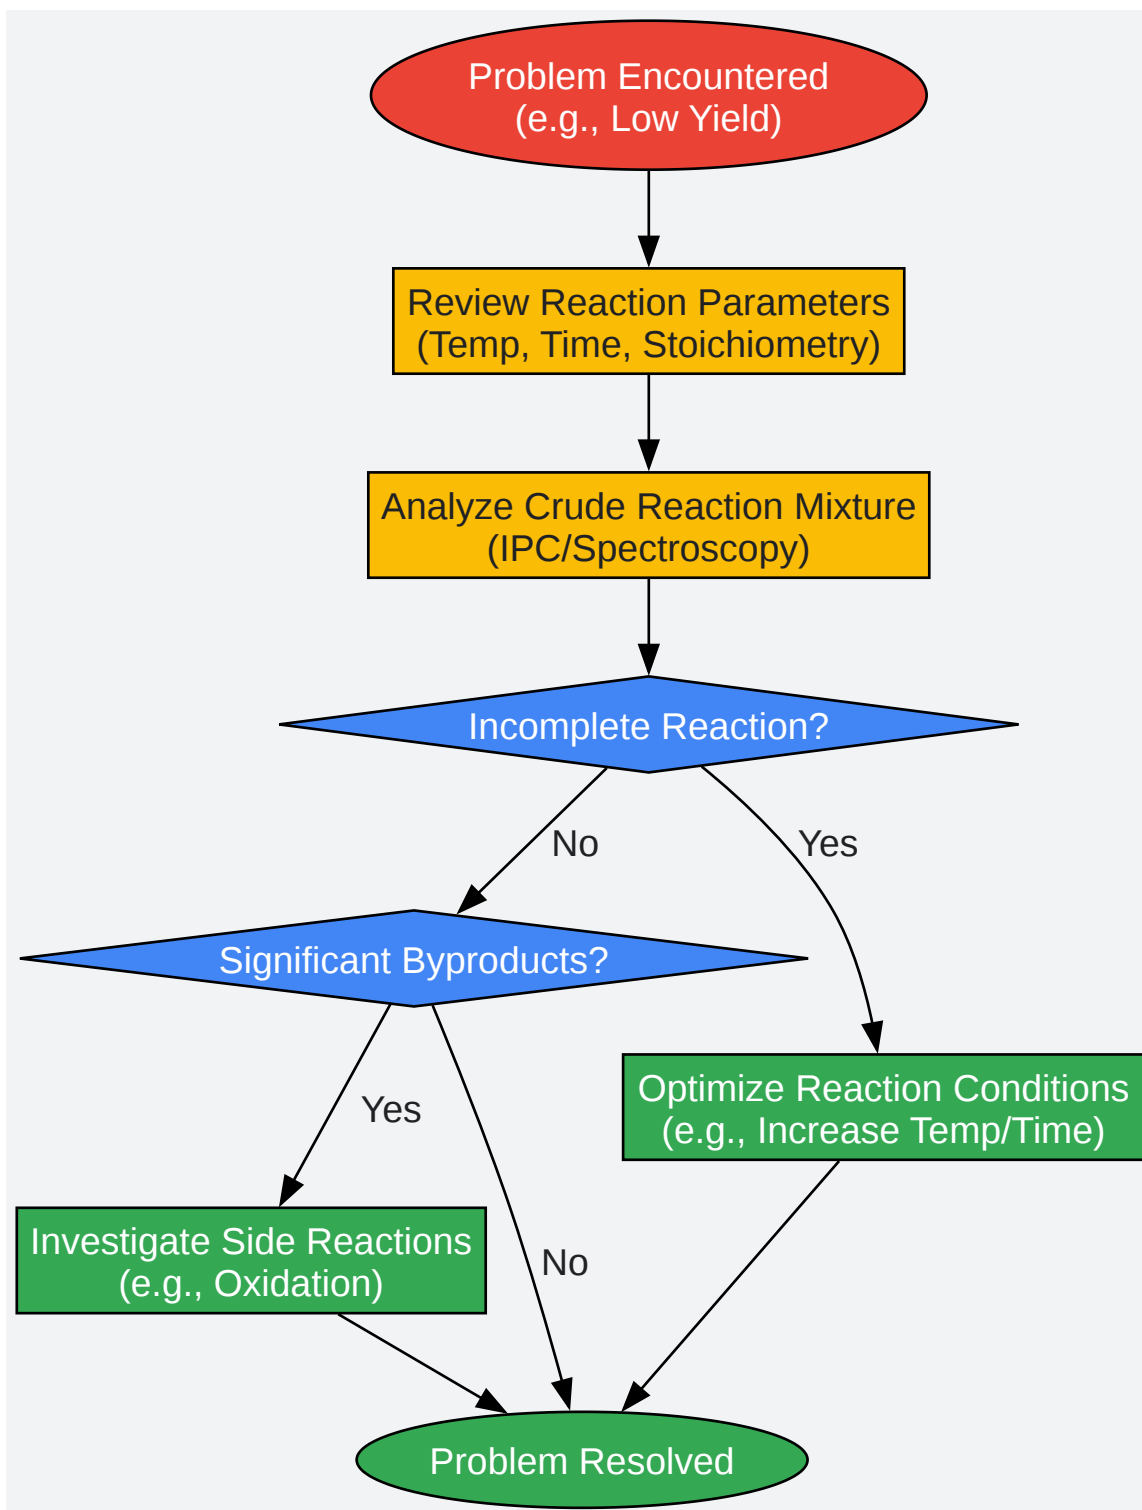 Problem Encountered
(e.g., Low Yield)
Review Reaction Parameters
(Temp, Time, Stoichiometry)
Analyze Crude Reaction Mixture
(IPC/Spectroscopy)
Incomplete Reaction?
No
Yes
Significant Byproducts?
Optimize Reaction Conditions
(e.g., Increase Temp/Time)
Yes
Investigate Side Reactions
(e.g., Oxidation)
No
Problem Resolved